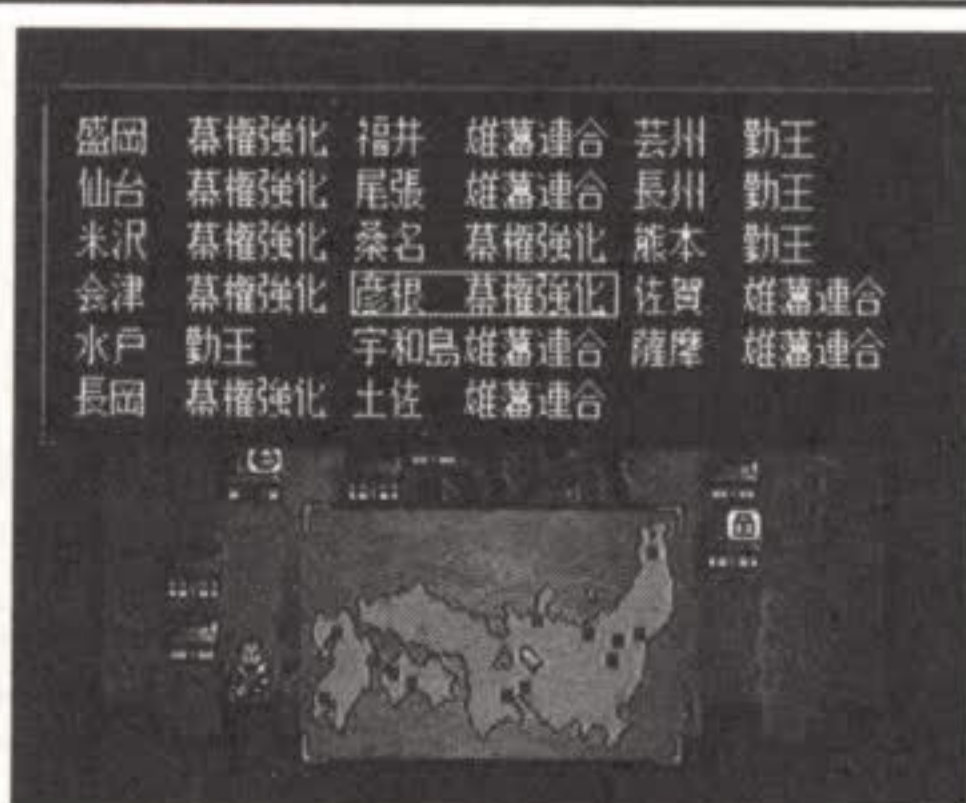 盛岡 幕権強化 福井 雄藩連合 芸州 勤王
仙台 幕権強化 尾張 雄藩連合 長州 勤王
米沢 幕権強化 桑名 幕権強化 熊本 勤王
会津 幕権強化 彦根 幕権強化 佐賀 雄藩連合
水戸 勤王 宇和島 雄藩連合 薩摩 雄藩連合
長岡 幕権強化 土佐 雄藩連合